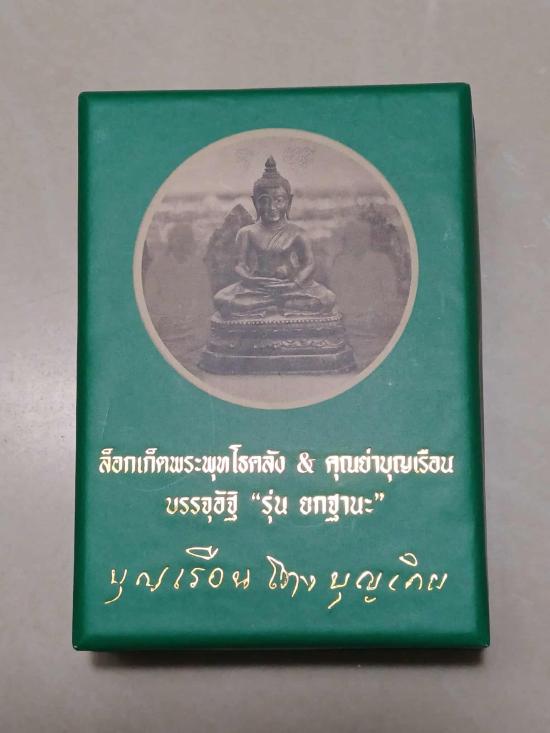 ล็อกเก็ตพระพุทโธคลัง & คุณย่าบุญเรือน
บรรจุอัฐิ “รุ่น ยกฐานะ”
บุญเรือน โตงบุญเติม